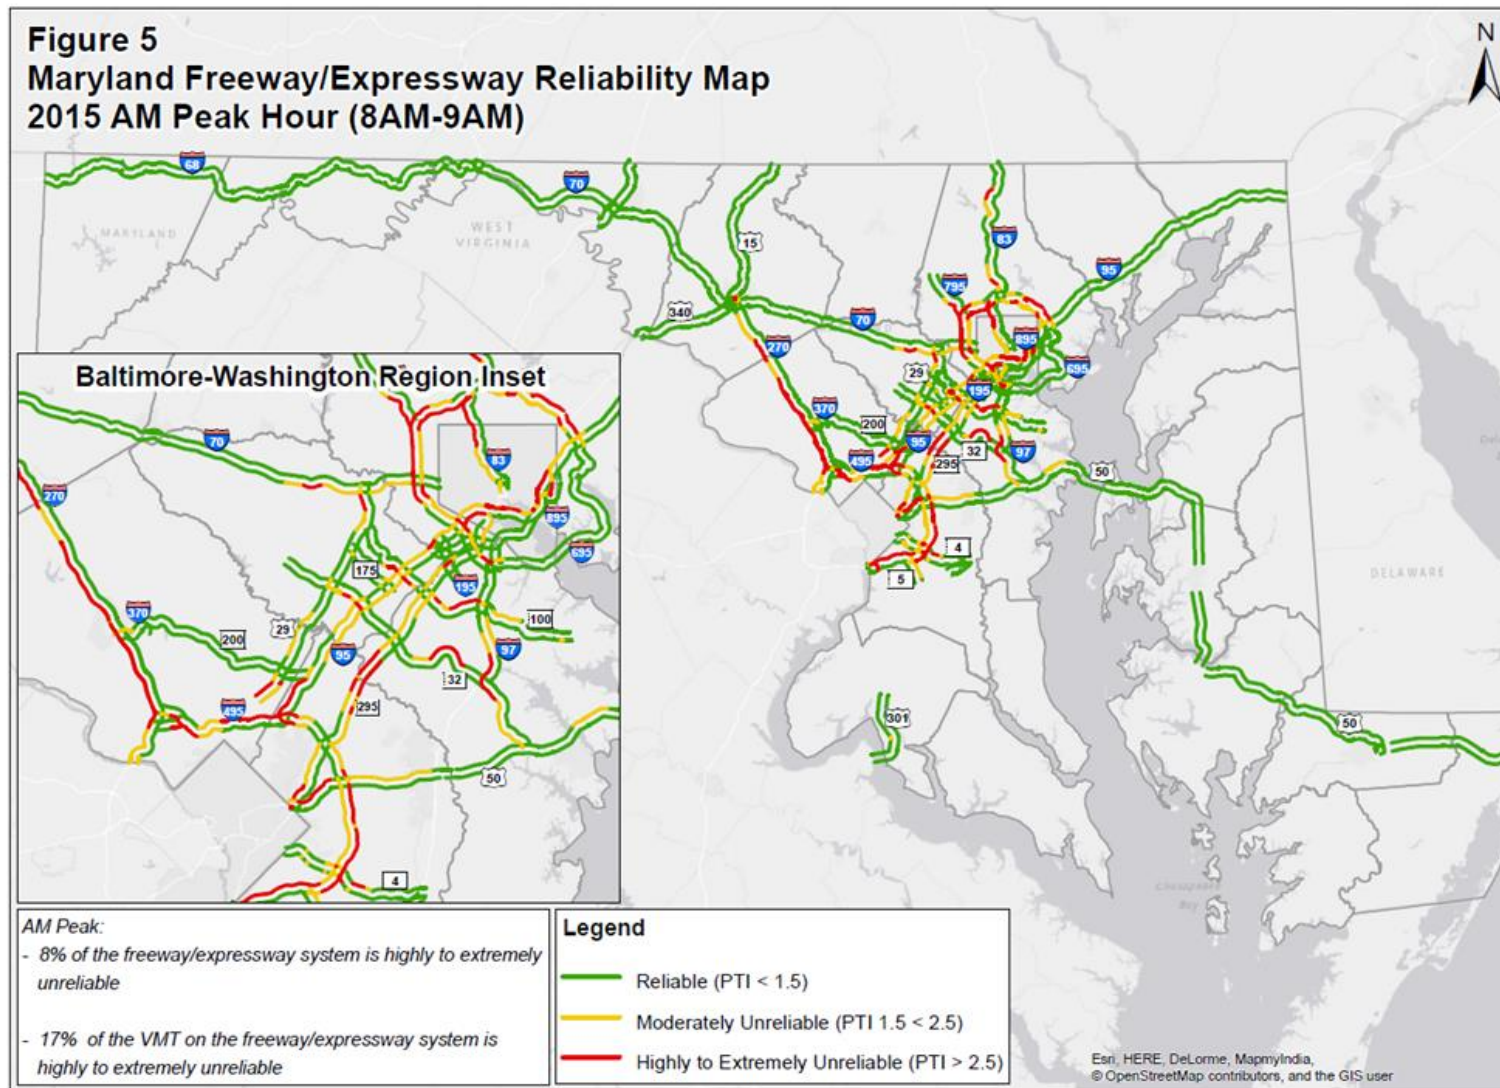 Figure 5
Maryland Freeway/Expressway Reliability Map
2015 AM Peak Hour (8AM-9AM)
N
68
70
MARYLAND
WEST
VIRGINIA
15
83
95
795
340
70
270
895
695
29
195
370
200
95
495
295
32
97
50
4
5
DELAWARE
301
50
Baltimore-Washington Region Inset
70
83
270
895
695
175
195
370
200
29
100
95
97
32
495
295
50
4
AM Peak:
- 8% of the freeway/expressway system is highly to extremely
unreliable
- 17% of the VMT on the freeway/expressway system is
highly to extremely unreliable
Legend
Reliable (PTI < 1.5)
Moderately Unreliable (PTI 1.5 < 2.5)
Highly to Extremely Unreliable (PTI > 2.5)
Esri, HERE, DeLorme, MapmyIndia,
© OpenStreetMap contributors, and the GIS user